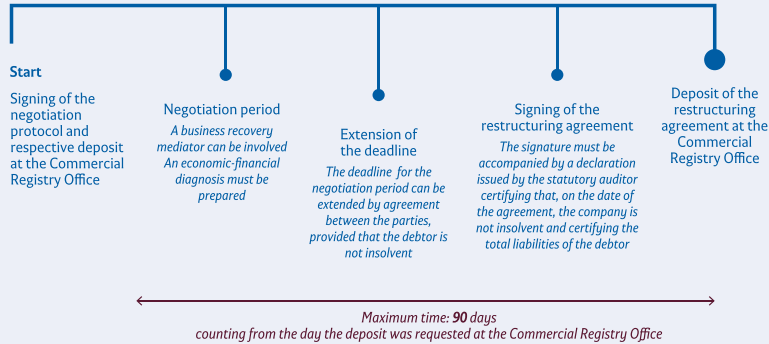 Start
Signing of the
negotiation
protocol and
respective deposit
at the Commercial
Registry Office
Negotiation period
A business recovery
mediator can be involved
An economic-financial
diagnosis must be
prepared
Extension of
the deadline
The deadline for the
negotiation period can be
extended by agreement
between the parties,
provided that the debtor is
not insolvent
Signing of the
restructuring agreement
The signature must be
accompanied by a declaration
issued by the statutory auditor
certifying that, on the date of
the agreement, the company is
not insolvent and certifying the
total liabilities of the debtor
Deposit of the
restructuring
agreement at the
Commercial
Registry Office
Maximum time: 90 days
counting from the day the deposit was requested at the Commercial Registry Office